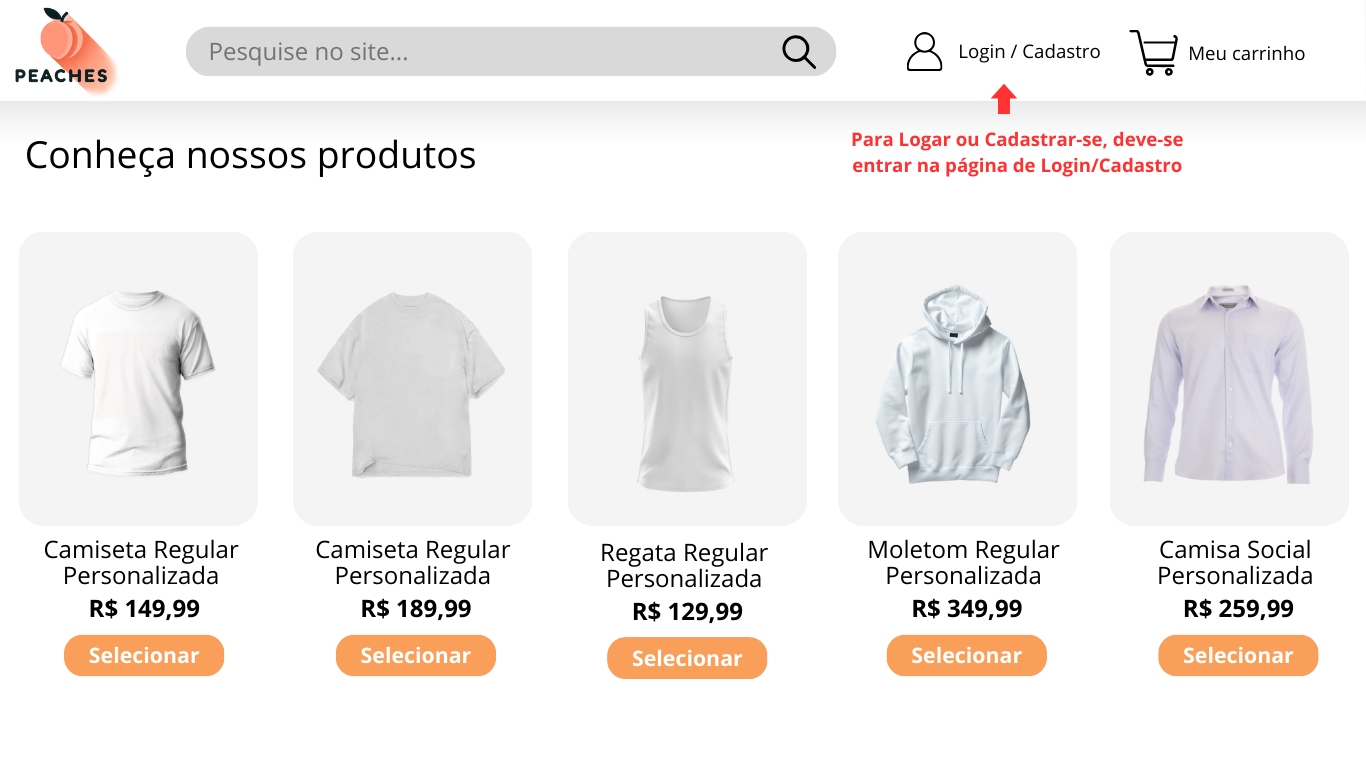 PEACHES
Pesquise no site...
Login / Cadastro
Meu carrinho
Para Logar ou Cadastrar-se, deve-se
entrar na página de Login/Cadastro
Conheça nossos produtos
Camiseta Regular
Personalizada
R$ 149,99
Selecionar
Camiseta Regular
Personalizada
R$ 189,99
Selecionar
Regata Regular
Personalizada
R$ 129,99
Selecionar
Moletom Regular
Personalizada
R$ 349,99
Selecionar
Camisa Social
Personalizada
R$ 259,99
Selecionar